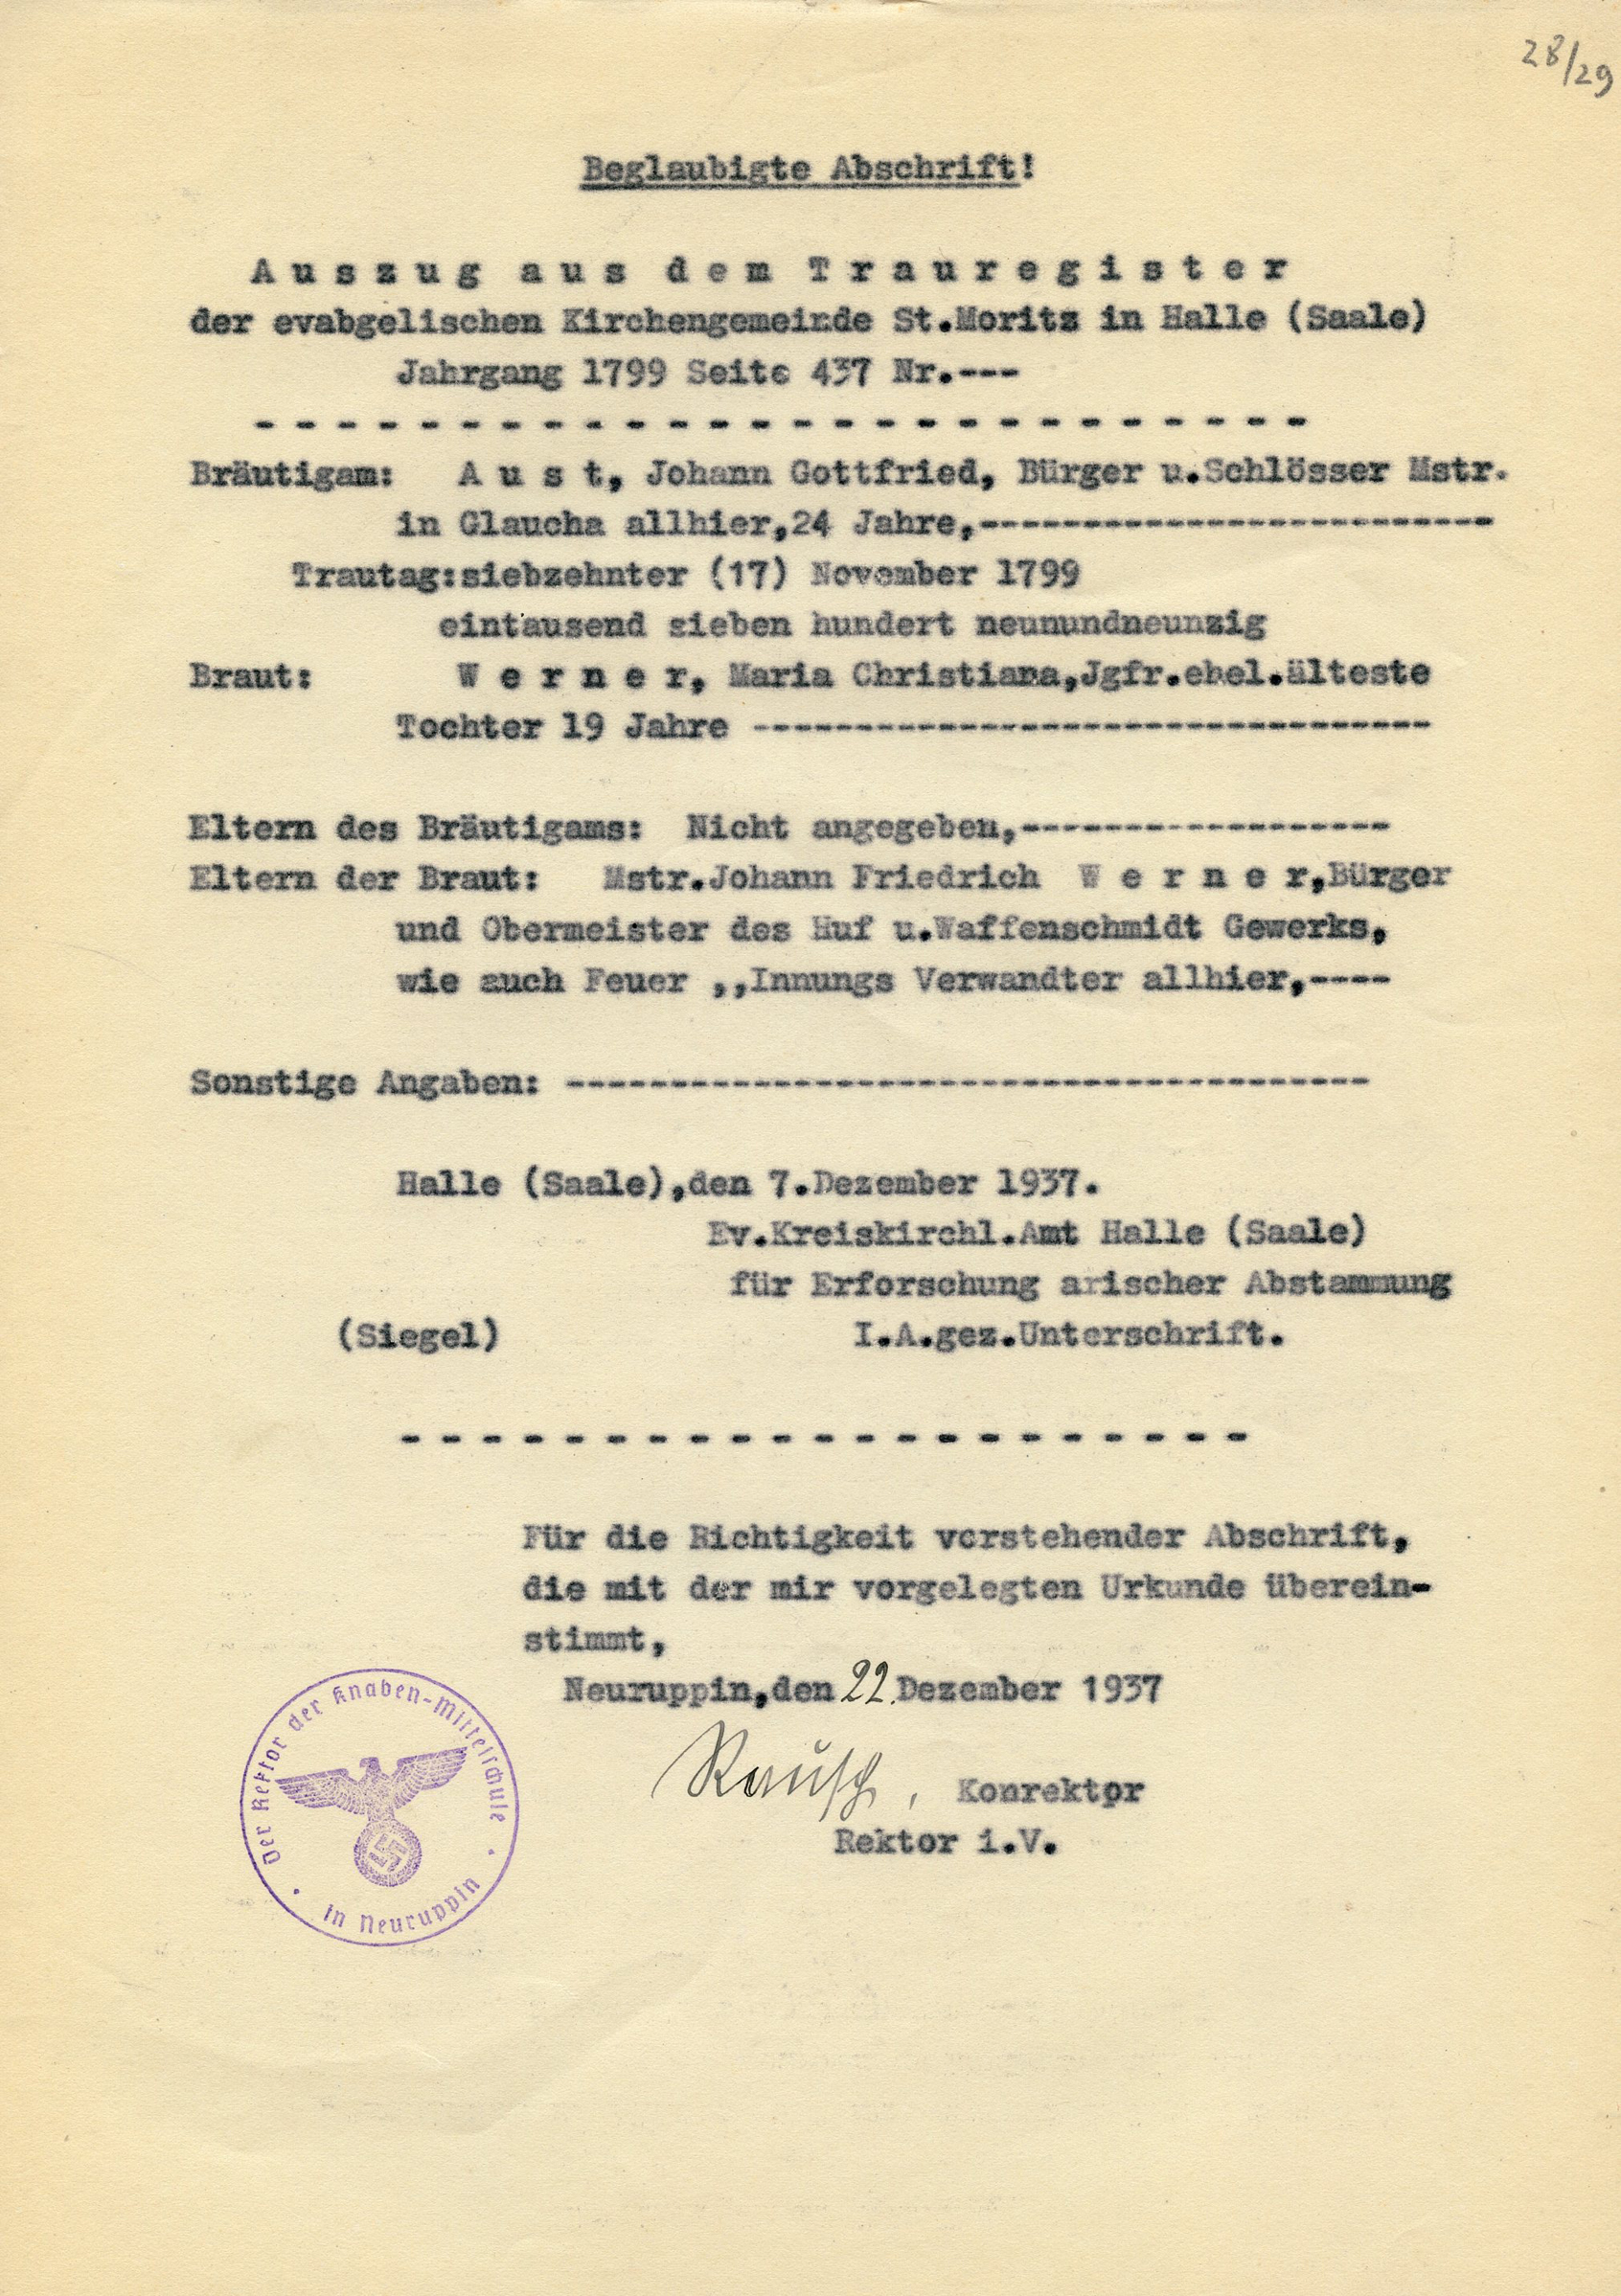 28/29
Beglaubigte Abschrift!
A u s z u g  a u s  d e m  T r a u r e g i s t e r
der evabgelischen Kirchengemeinde St.Moritz in Halle (Saale)
Jahrgang 1799 Seite 437 Nr.---
- - - - - - - - - - - - - - - - - - - - - - - - - -
Bräutigam: A u s t, Johann Gottfried, Bürger u.Schlösser Mstr.
in Glaucha allhier,24 Jahre,-------------------------
Trautag:siebzehnter (17) November 1799
eintausend sieben hundert neunundneunzig
Braut: W e r n e r, Maria Christiana,Jgfr.ehel.älteste
Tochter 19 Jahre ---------------------------------
Eltern des Bräutigams: Nicht angegeben,------------------
Eltern der Braut: Mstr.Johann Friedrich W e r n e r,Bürger
und Obermeister des Huf u.Waffenschmidt Gewerks,
wie auch Feuer ,,Innungs Verwandter allhier,----
Sonstige Angaben: ---------------------------------------
Halle (Saale),den 7.Dezember 1937.
Ev.Kreiskirchl.Amt Halle (Saale)
für Erforschung arischer Abstammung
(Siegel) I.A.gez.Unterschrift.
- - - - - - - - - - - - - - - - - - - - -
Für die Richtigkeit vorstehender Abschrift,
die mit der mir vorgelegten Urkunde überein-
stimmt,
Neuruppin,den 22. Dezember 1937
Rausch, Konrektor
Rektor i.V.
Der Rektor der Knaben-Mittelschule
in Neuruppin